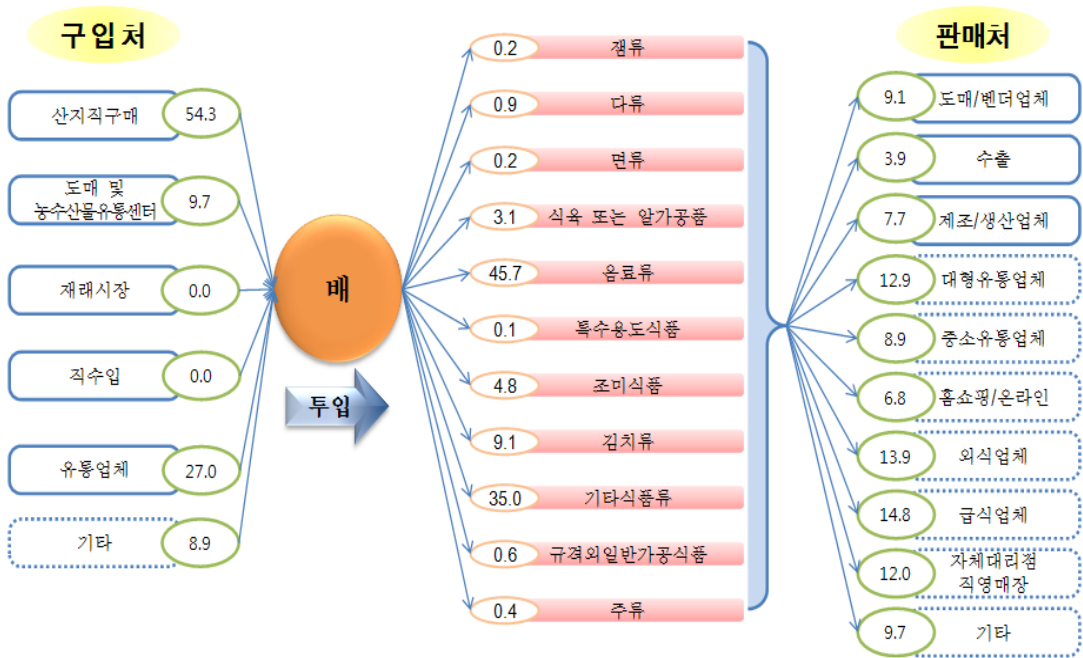 구입처
산지직구매 54.3
도매 및
농수산물유통센터 9.7
재래시장 0.0
직수입 0.0
유통업체 27.0
기타 8.9
배
투입
0.2 잼류
0.9 다류
0.2 면류
3.1 식육 또는 알가공품
45.7 음료류
0.1 특수용도식품
4.8 조미식품
9.1 김치류
35.0 기타식품류
0.6 규격외일반가공식품
0.4 주류
판매처
9.1 도매/벤더업체
3.9 수출
7.7 제조/생산업체
12.9 대형유통업체
8.9 중소유통업체
6.8 홈쇼핑/온라인
13.9 외식업체
14.8 급식업체
12.0 자체대리점
직영매장
9.7 기타